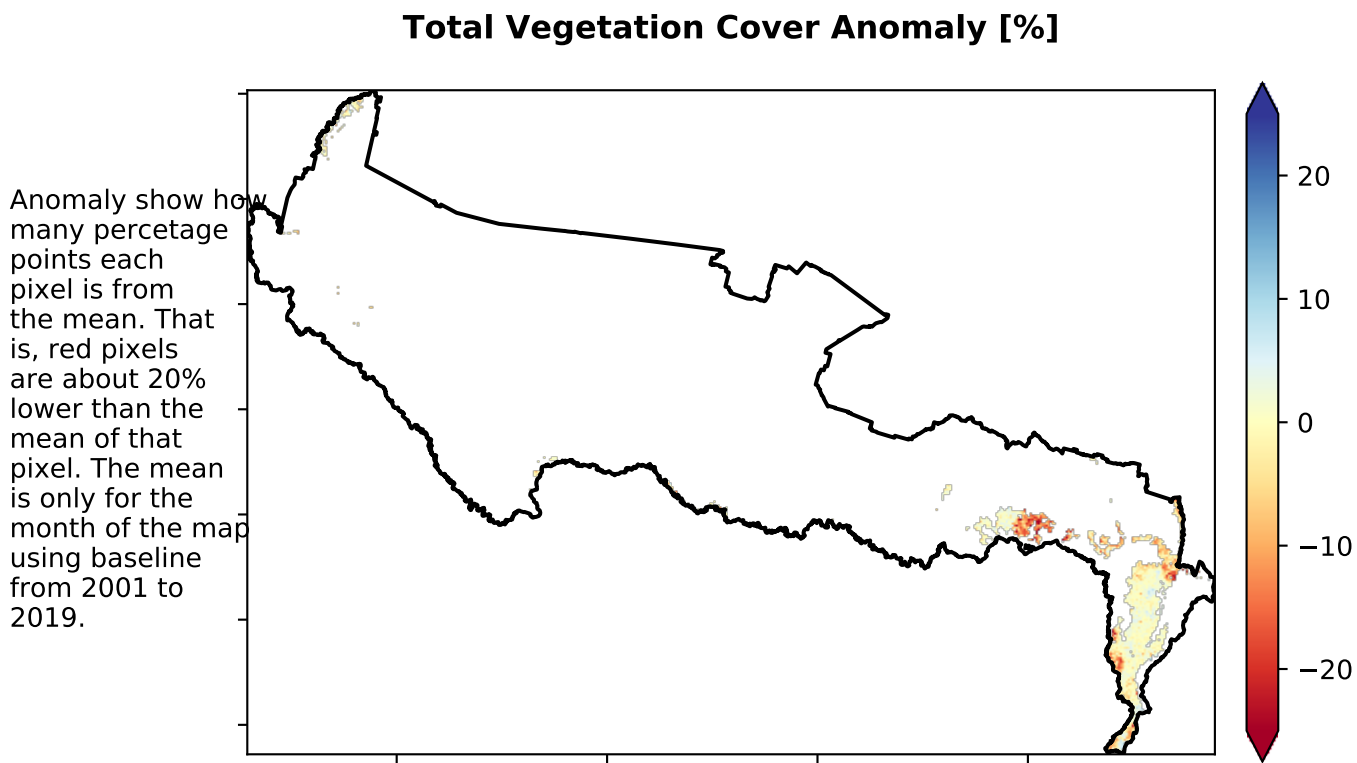 Total Vegetation Cover Anomaly [%]
Anomaly show how
many percetage
points each
pixel is from
the mean. That
is, red pixels
are about 20%
lower than the
mean of that
pixel. The mean
is only for the
month of the map
using baseline
from 2001 to
2019.
20
10
0
−10
−20